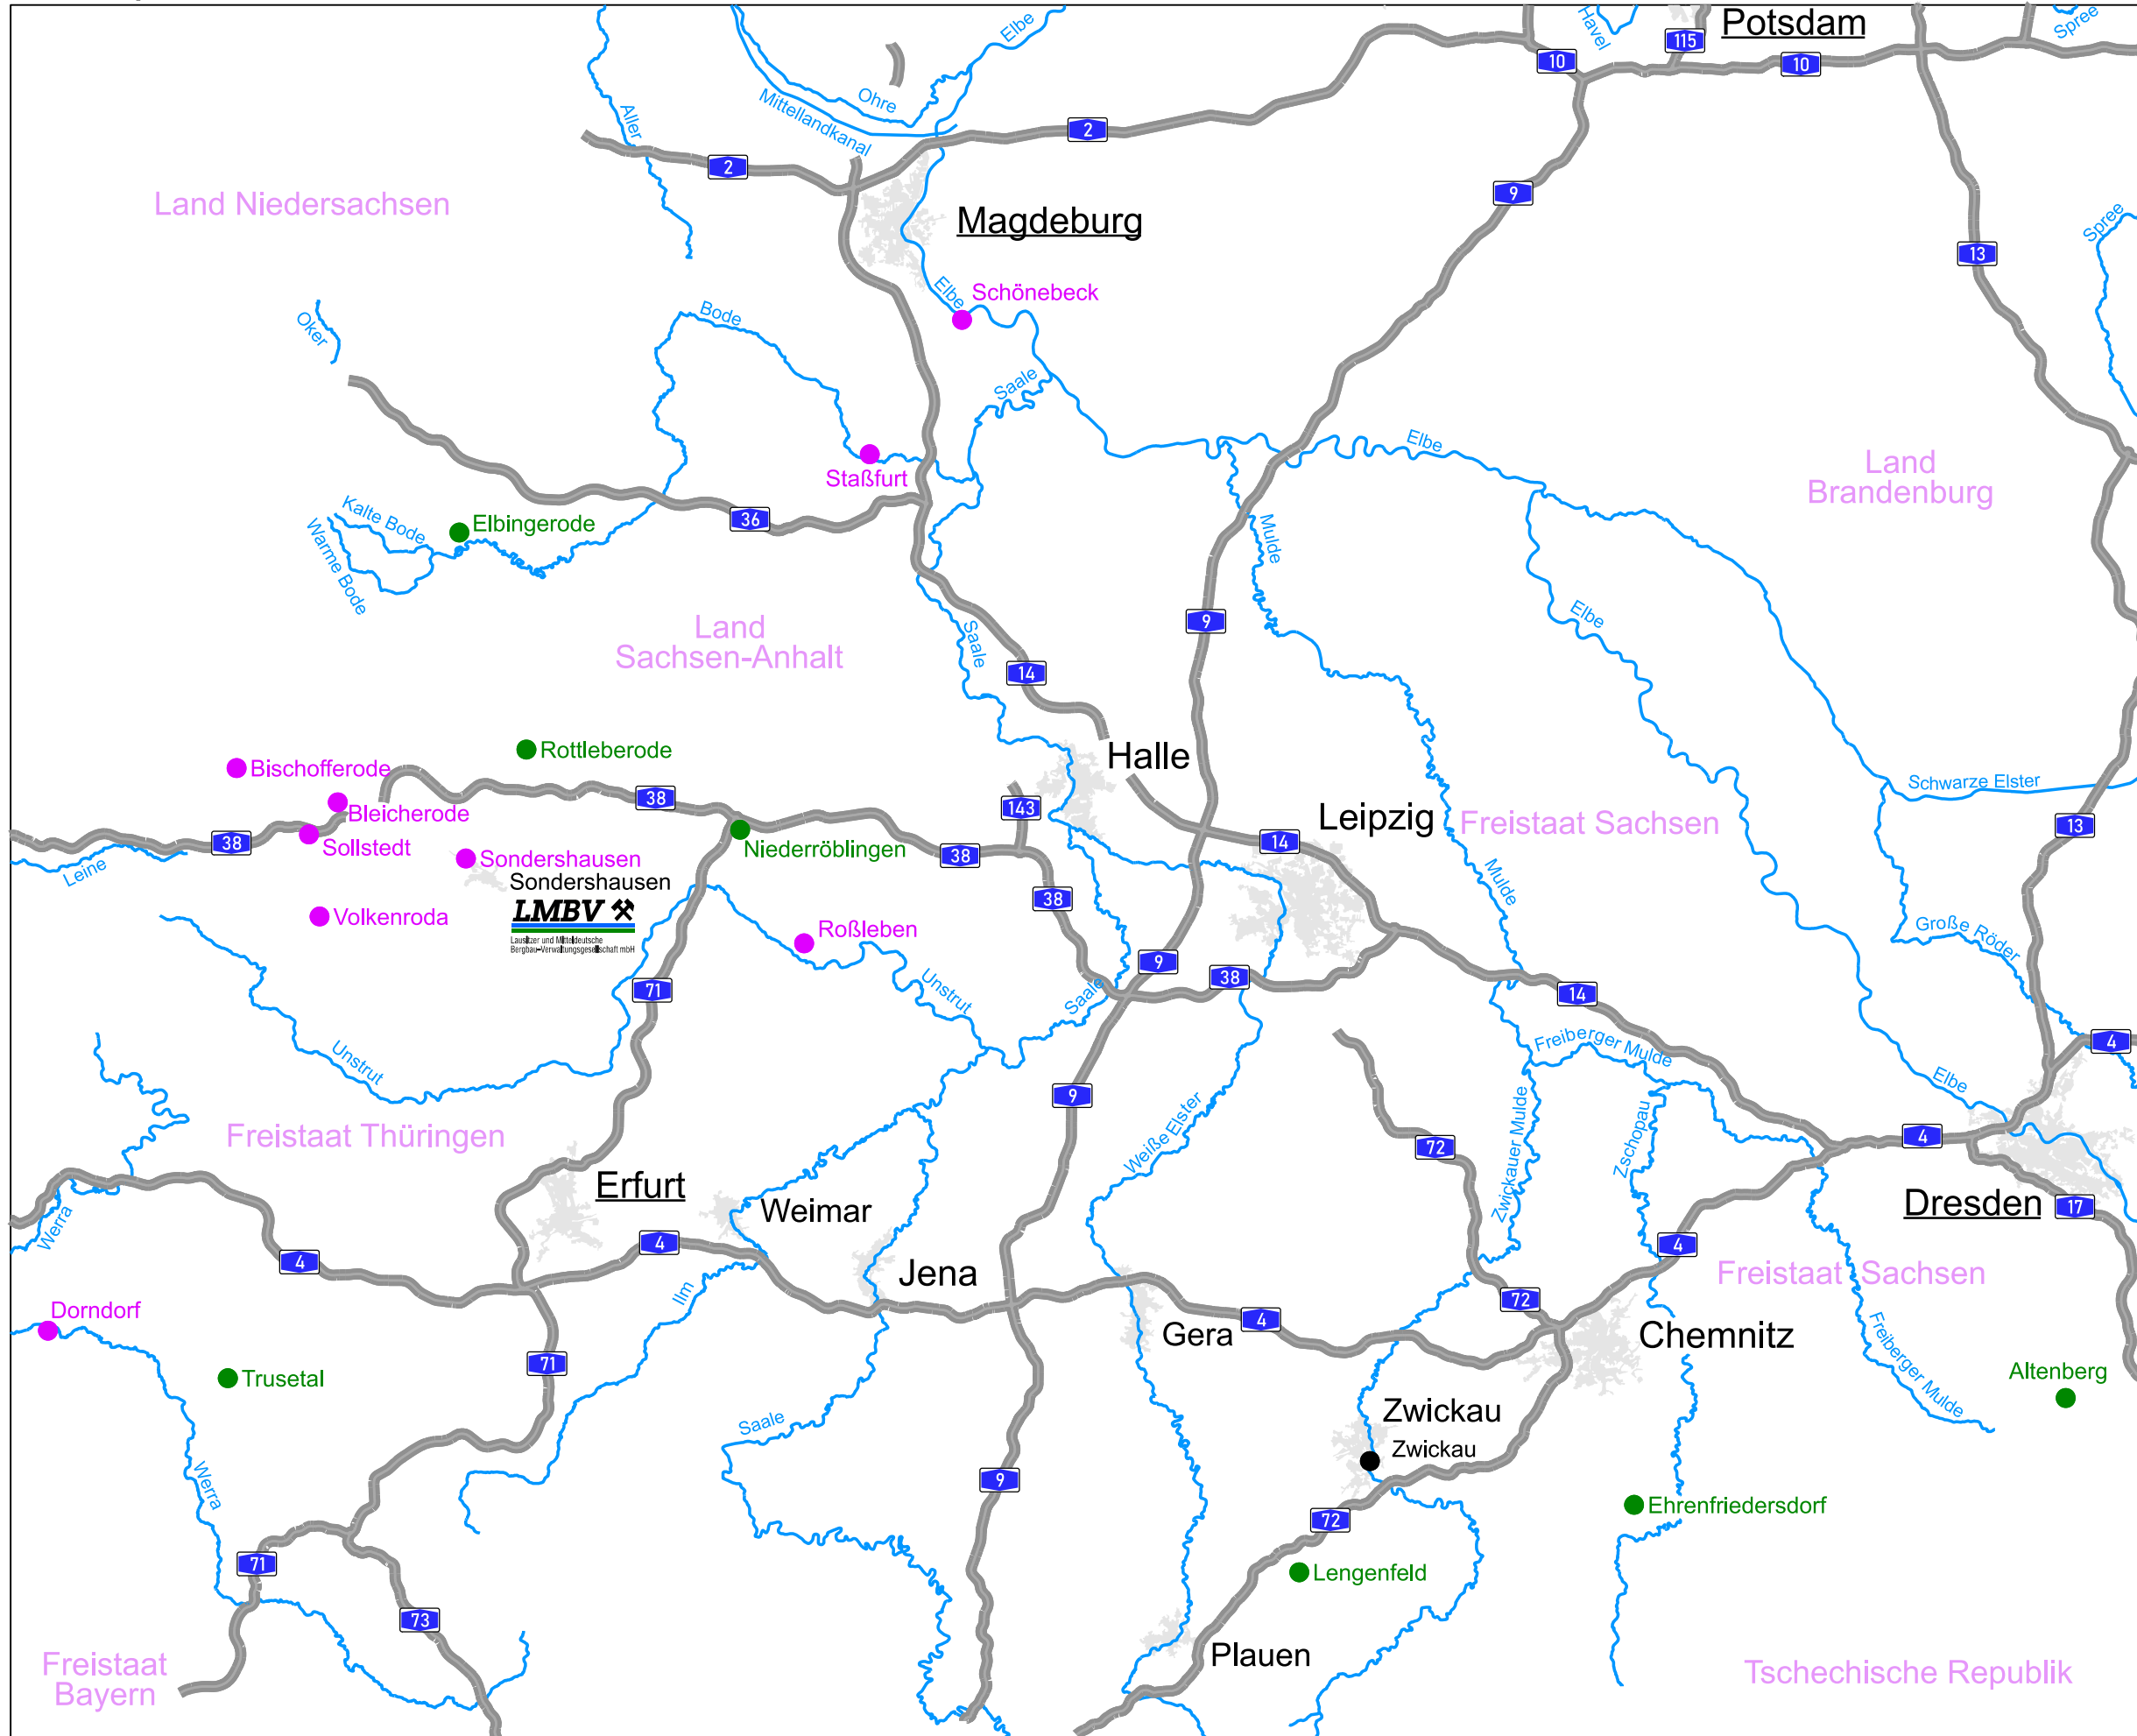 Elbe
Havel
115
Potsdam
Spree
10
10
Ohre
Mittellandkanal
Aller
2
2
9
Land Niedersachsen
Magdeburg
Spree
13
Elbe
Schönebeck
Bode
Oker
Saale
Elbe
Land
Brandenburg
Staßfurt
36
Kalte Bode
Elbingerode
Warme Bode
Mulde
Elbe
9
Land
Sachsen-Anhalt
Saale
14
Rottleberode
Halle
Bischofferode
Schwarze Elster
38
143
Bleicherode
Leipzig
Freistaat Sachsen
13
38
Sollstedt
Niederröblingen
38
14
Leine
Sondershausen
Sondershausen
LMBV
Lausitzer und Mitteldeutsche
Bergbau-Verwaltungsgesellschaft mbH
Mulde
38
Volkenroda
Roßleben
Große Röder
9
38
71
Unstrut
Saale
14
Unstrut
Freiberger Mulde
4
Elbe
9
Weiße Elster
Zwickauer Mulde
Zschopau
Freistaat Thüringen
72
4
Erfurt
Weimar
Dresden
17
Werra
4
4
4
Jena
Freistaat Sachsen
Ilm
72
Dorndorf
Gera
4
Chemnitz
Freiberger Mulde
71
Trusetal
Altenberg
Saale
Zwickau
Zwickau
Werra
9
Ehrenfriedersdorf
72
71
Lengenfeld
73
Plauen
Freistaat
Bayern
Tschechische Republik